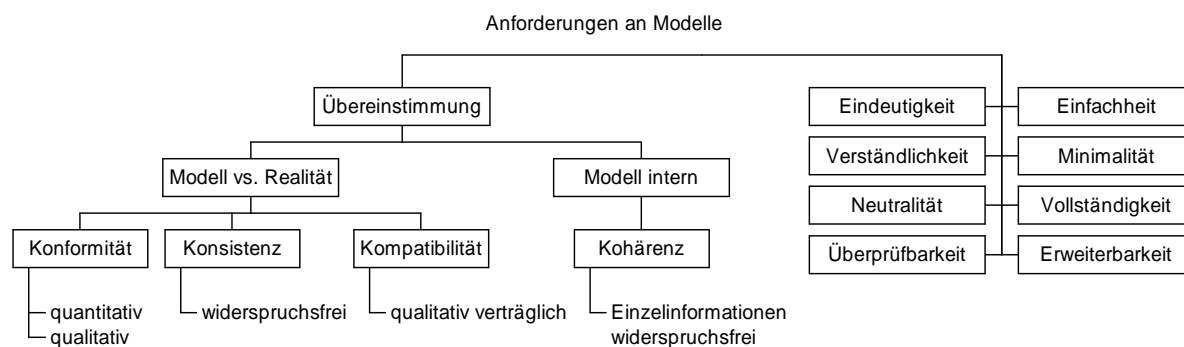 Anforderungen an Modelle
Übereinstimmung
Modell vs. Realität
Modell intern
Konformität
Konsistenz
Kompatibilität
Kohärenz
quantitativ
qualitativ
widerspruchsfrei
qualitativ verträglich
Einzelinformationen
widerspruchsfrei
Eindeutigkeit
Einfachheit
Verständlichkeit
Minimalität
Neutralität
Vollständigkeit
Überprüfbarkeit
Erweiterbarkeit